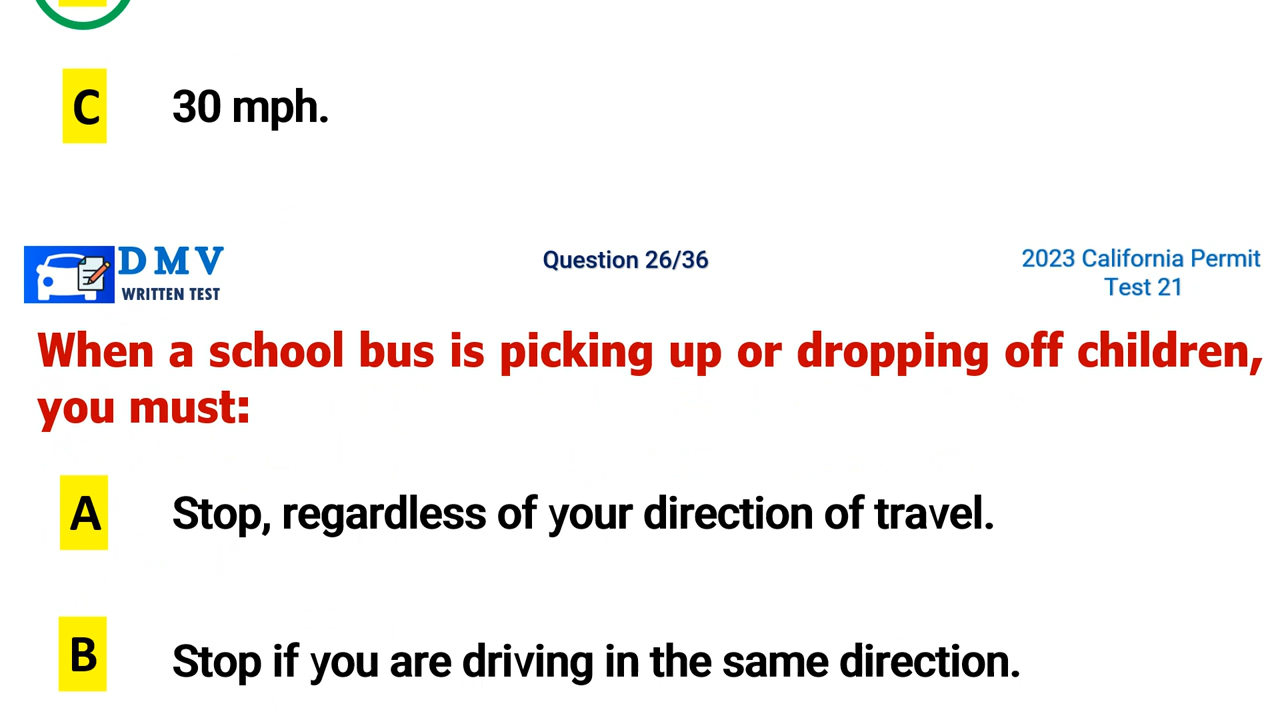 C 30 mph.
DMV
WRITTEN TEST
Question 26/36
2023 California Permit
Test 21
When a school bus is picking up or dropping off children,
you must:
A Stop, regardless of your direction of travel.
B Stop if you are driving in the same direction.